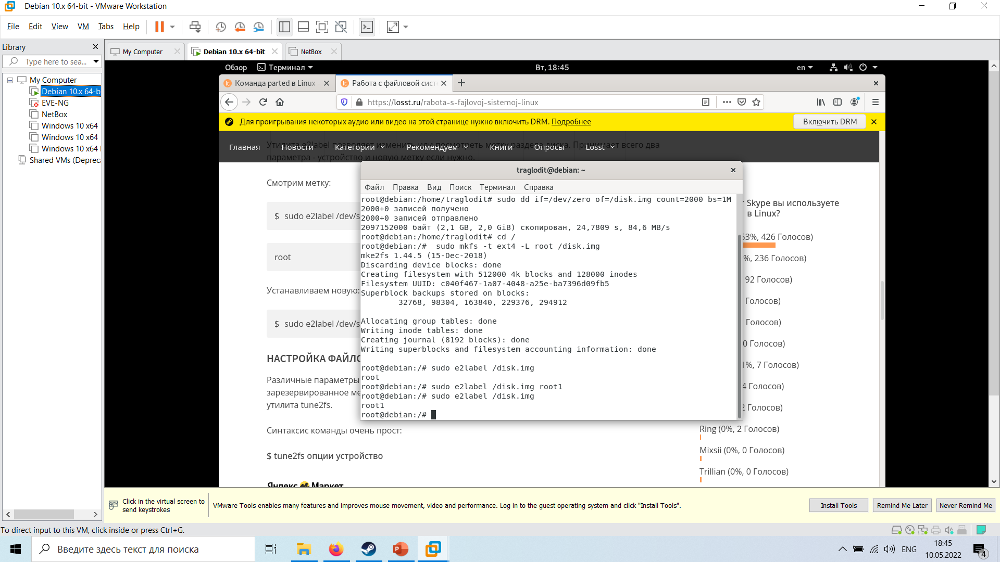 Debian 10.x 64-bit - VMware Workstation
File Edit View VM Tabs Help
Library
Type here to sea...
My Computer
Debian 10.x 64-b
EVE-NG
NetBox
Windows 10 x64
Windows 10 x64
Windows 10 x64
Shared VMs (Depreca
My Computer
Debian 10.x 64-bit
NetBox
Обзор Терминал Вт, 18:45 en
Команда parted в Linux -
Работа с файловой сист
https://losst.ru/rabota-s-fajlovoj-sistemoj-linux
Для проигрывания некоторых аудио или видео на этой странице нужно включить DRM. Подробнее
Включить DRM
Утилита e2label позволяет изменить или посмотреть метку раздела диска. Принимает всего два
Главная Новости Категории Рекомендуем Книги Опросы Losst
параметра - устройство и новую метку если нужно.
Смотрим метку:
$ sudo e2label /dev/s
root
Устанавливаем новую:
$ sudo e2label /dev/s
НАСТРОЙКА ФАЙЛО
Различные параметры
зарезервированное ме
утилита tune2fs.
Синтаксис команды очень прост:
$ tune2fs опции устройство
Яндекс Маркет
traglodit@debian: ~
Файл Правка Вид Поиск Терминал Справка
root@debian:/home/traglodit# sudo dd if=/dev/zero of=/disk.img count=2000 bs=1M
2000+0 записей получено
2000+0 записей отправлено
2097152000 байт (2,1 GB, 2,0 GiB) скопирован, 24,7809 s, 84,6 MB/s
root@debian:/home/traglodit# cd /
root@debian:/#  sudo mkfs -t ext4 -L root /disk.img
mke2fs 1.44.5 (15-Dec-2018)
Discarding device blocks: done
Creating filesystem with 512000 4k blocks and 128000 inodes
Filesystem UUID: c040f467-1a07-4048-a25e-ba7396d09fb5
Superblock backups stored on blocks:
32768, 98304, 163840, 229376, 294912
Allocating group tables: done
Writing inode tables: done
Creating journal (8192 blocks): done
Writing superblocks and filesystem accounting information: done
root@debian:/# sudo e2label /disk.img
root
root@debian:/# sudo e2label /disk.img root1
root@debian:/# sudo e2label /disk.img
root1
root@debian:/#
Skype вы используете
в Linux?
53%, 426 Голосов)
%, 236 Голосов)
92 Голосов)
Голосов)
Голосов)
0 Голосов)
1%, 7 Голосов)
4 Голосов)
2 Голосов)
Ring (0%, 2 Голосов)
Mixsii (0%, 0 Голосов)
Trillian (0%, 0 Голосов)
Click in the virtual screen to
send keystrokes
VMware Tools enables many features and improves mouse movement, video and performance. Log in to the guest operating system and click "Install Tools".
Install Tools
Remind Me Later
Never Remind Me
To direct input to this VM, click inside or press Ctrl+G.
Введите здесь текст для поиска
ENG
18:45
10.05.2022
4